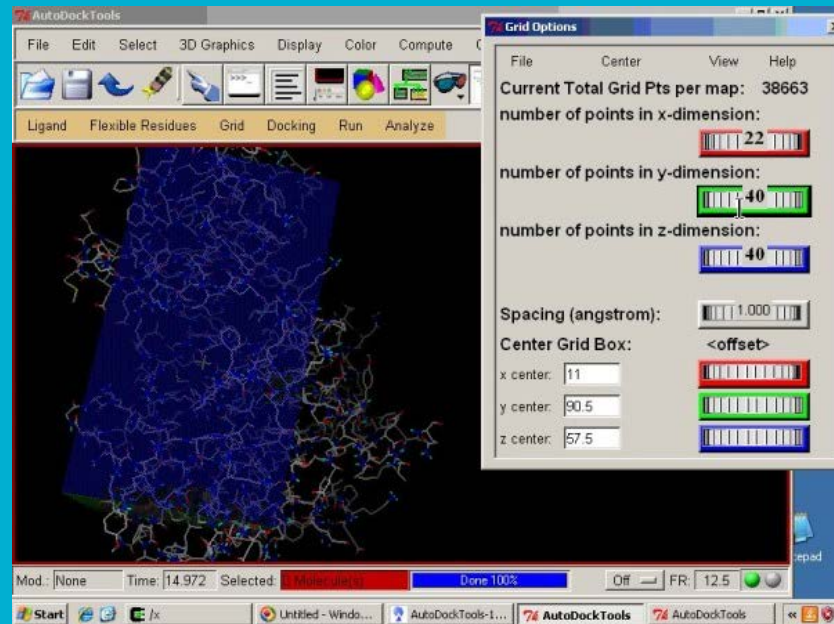 AutoDockTools
File Edit Select 3D Graphics Display Color Compute
Ligand Flexible Residues Grid Docking Run Analyze
Grid Options
File Center View Help
Current Total Grid Pts per map: 38663
number of points in x-dimension:
22
number of points in y-dimension:
40
number of points in z-dimension:
40
Spacing (angstrom): 1.000
Center Grid Box: <offset>
x center: 11
y center: 90.5
z center: 57.5
Mod.: None Time: 14.972 Selected: Done 100% Off FR: 12.5
Start /x Untitled - Windo... AutoDockTools-1... AutoDockTools AutoDockTools «